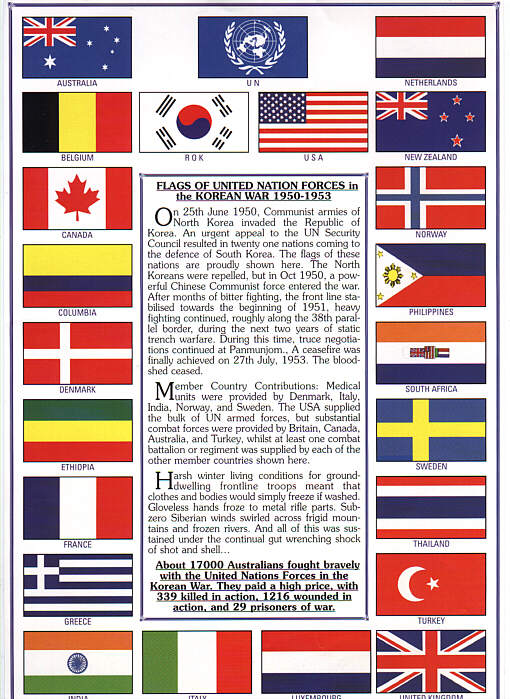 AUSTRALIA
U N
NETHERLANDS
BELGIUM
R O K
U S A
NEW ZEALAND
CANADA
NORWAY
COLUMBIA
PHILIPPINES
DENMARK
SOUTH AFRICA
ETHIOPIA
SWEDEN
FRANCE
THAILAND
GREECE
TURKEY
INDIA
ITALY
LUXEMBOURG
UNITED KINGDOM
FLAGS OF UNITED NATION FORCES in
the KOREAN WAR 1950-1953
On 25th June 1950, Communist armies of
North Korea invaded the Republic of
Korea. An urgent appeal to the UN Security
Council resulted in twenty one nations coming to
the defence of South Korea. The flags of these
nations are proudly shown here. The North
Koreans were repelled, but in Oct 1950, a pow-
erful Chinese Communist force entered the war.
After months of bitter fighting, the front line sta-
bilised towards the beginning of 1951, heavy
fighting continued, roughly along the 38th paral-
lel border, during the next two years of static
trench warfare. During this time, truce negotia-
tions continued at Panmunjom., A ceasefire was
finally achieved on 27th July, 1953. The blood-
shed ceased.
Member Country Contributions: Medical
units were provided by Denmark, Italy,
India, Norway, and Sweden. The USA supplied
the bulk of UN armed forces, but substantial
combat forces were provided by Britain, Canada,
Australia, and Turkey, whilst at least one combat
battalion or regiment was supplied by each of the
other member countries shown here.
Harsh winter living conditions for ground-
dwelling frontline troops meant that
clothes and bodies would simply freeze if washed.
Gloveless hands froze to metal rifle parts. Sub-
zero Siberian winds swirled across frigid moun-
tains and frozen rivers. And all of this was sus-
tained under the continual gut wrenching shock
of shot and shell...
About 17000 Australians fought bravely
with the United Nations Forces in the
Korean War. They paid a high price, with
339 killed in action, 1216 wounded in
action, and 29 prisoners of war.